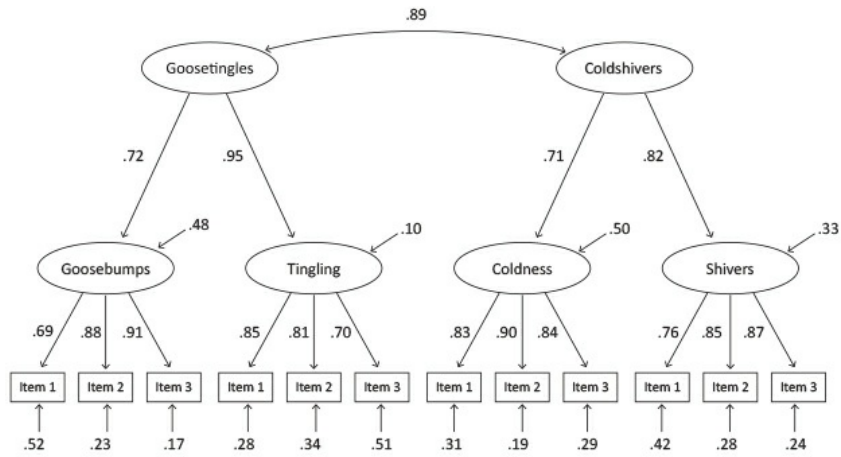 .89
Goosetingles Coldshivers
.72 .95 .71 .82
.48 .10 .50 .33
Goosebumps Tingling Coldness Shivers
.69 .88 .91 .85 .81 .70 .83 .90 .84 .76 .85 .87
Item 1 Item 2 Item 3 Item 1 Item 2 Item 3 Item 1 Item 2 Item 3 Item 1 Item 2 Item 3
.52 .23 .17 .28 .34 .51 .31 .19 .29 .42 .28 .24